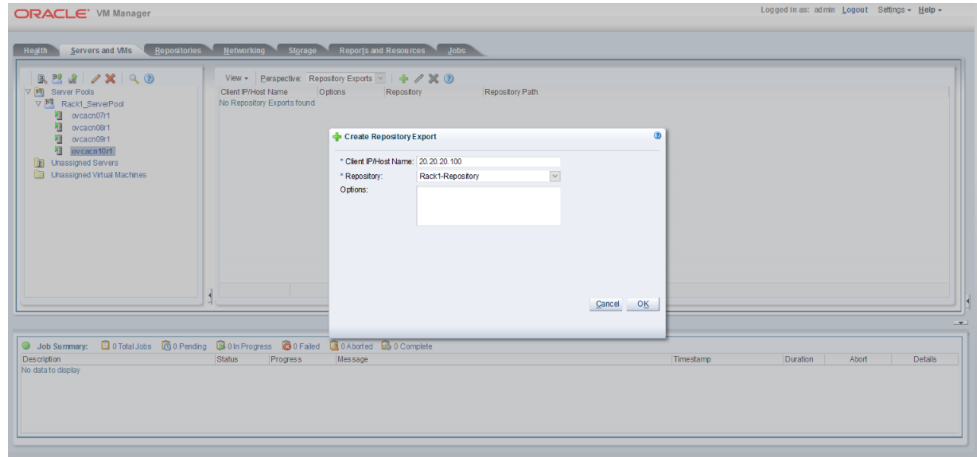 ORACLE VM Manager
Logged in as: admin Logout Settings Help
Health Servers and VMs Repositories Networking Storage Reports and Resources Jobs
View Perspective: Repository Exports
Server Pools
Client IP/Host Name Options Repository Repository Path
Rack1_ServerPool
No Repository Exports found
ovcacn07r1
ovcacn08r1
ovcacn09r1
ovcacn10r1
Unassigned Servers
Unassigned Virtual Machines
Create Repository Export
* Client IP/Host Name: 20.20.20.100
* Repository: Rack1-Repository
Options:
Cancel OK
Job Summary: 0 Total Jobs 0 Pending 0 In Progress 0 Failed 0 Aborted 0 Complete
Description Status Progress Message Timestamp Duration Abort Details
No data to display